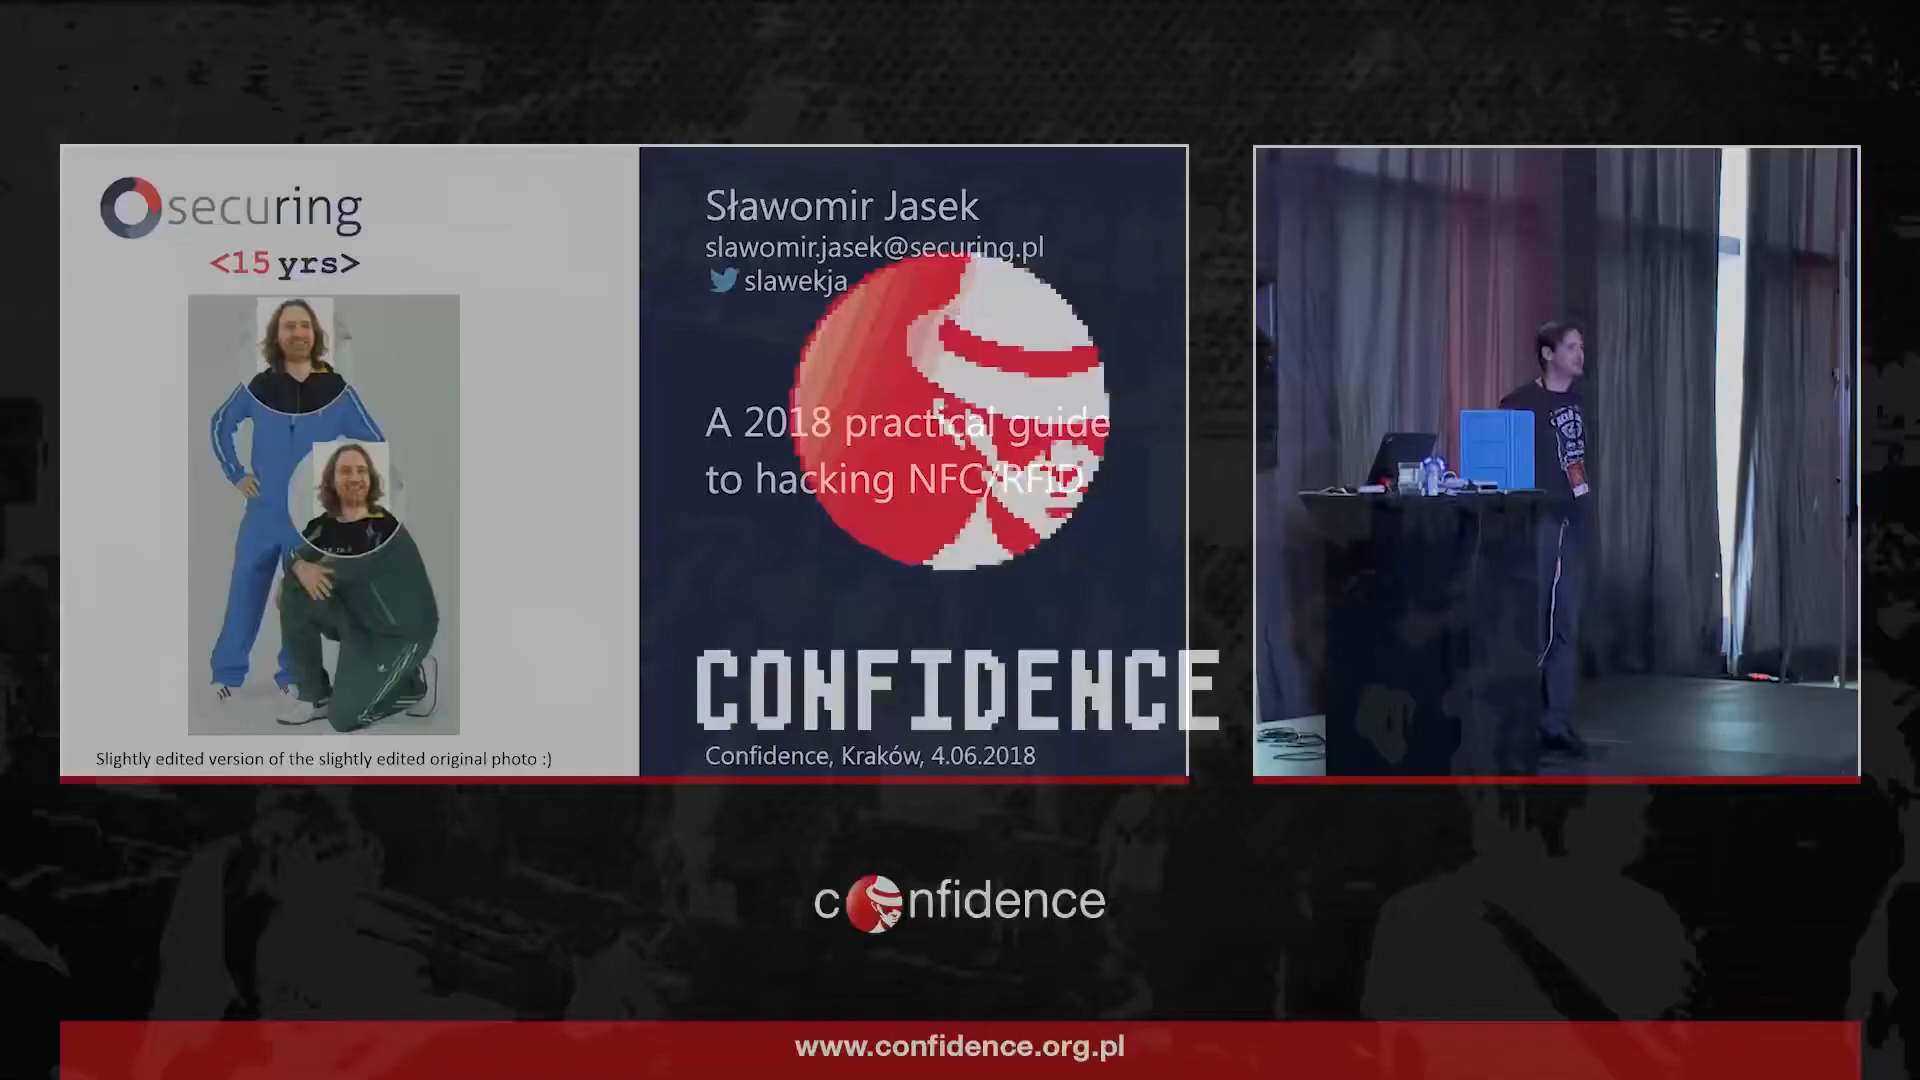 securing
<15 yrs>
Slightly edited version of the slightly edited original photo :)
Sławomir Jasek
slawomir.jasek@securing.pl
slawekja
A 2018 practical guide
to hacking NFC/RFID
CONFIDENCE
Confidence, Kraków, 4.06.2018
confidence
www.confidence.org.pl